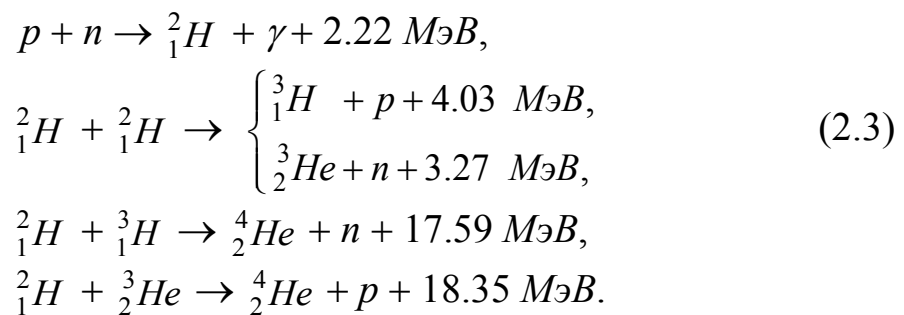 p + n → ²₁H + γ + 2.22 МэВ,
²₁H + ²₁H → { ³₁H + p + 4.03 МэВ,
³₂He + n + 3.27 МэВ, (2.3)
²₁H + ³₁H → ⁴₂He + n + 17.59 МэВ,
²₁H + ³₂He → ⁴₂He + p + 18.35 МэВ.